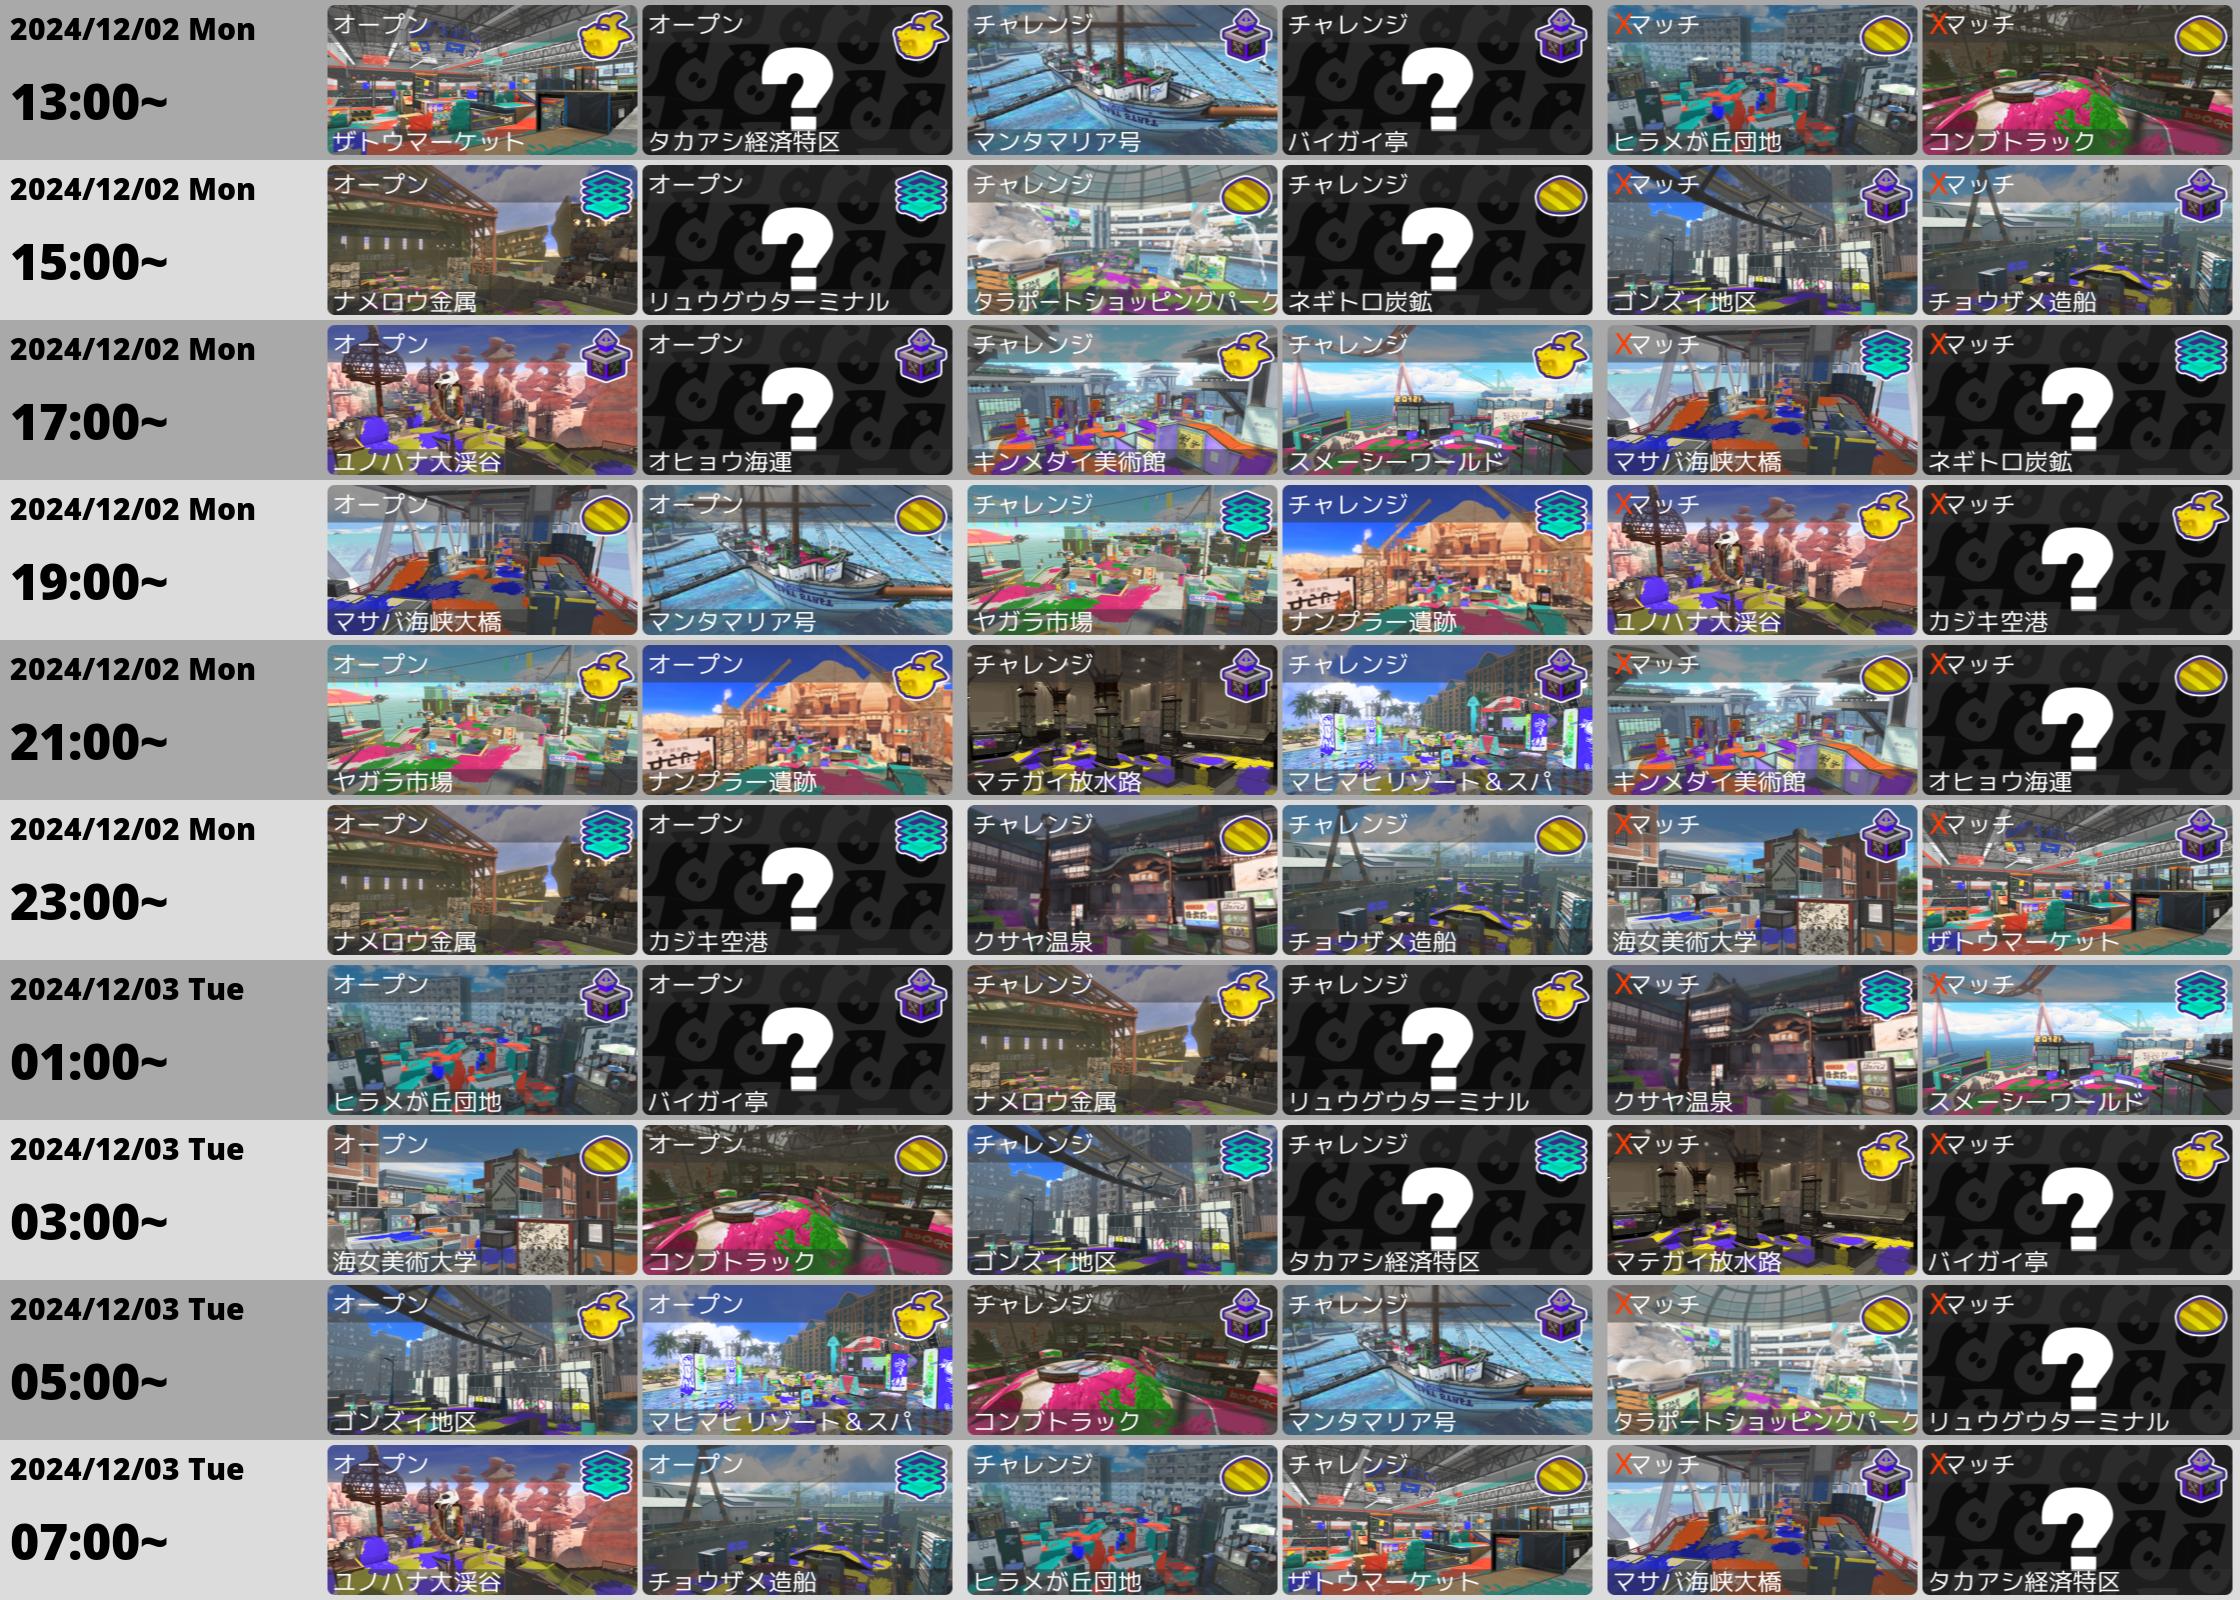 2024/12/02 Mon
13:00~
オープン
ザトウマーケット
オープン
タカアシ経済特区
チャレンジ
マンタマリア号
チャレンジ
バイガイ亭
Xマッチ
ヒラメが丘団地
Xマッチ
コンブトラック
2024/12/02 Mon
15:00~
オープン
ナメロウ金属
オープン
リュウグウターミナル
チャレンジ
タラポートショッピングパーク
チャレンジ
ネギトロ炭鉱
Xマッチ
ゴンズイ地区
Xマッチ
チョウザメ造船
2024/12/02 Mon
17:00~
オープン
ユノハナ大渓谷
オープン
オヒョウ海運
チャレンジ
キンメダイ美術館
チャレンジ
スメーシーワールド
Xマッチ
マサバ海峡大橋
Xマッチ
ネギトロ炭鉱
2024/12/02 Mon
19:00~
オープン
マサバ海峡大橋
オープン
マンタマリア号
チャレンジ
ヤガラ市場
チャレンジ
ナンプラー遺跡
Xマッチ
ユノハナ大渓谷
Xマッチ
カジキ空港
2024/12/02 Mon
21:00~
オープン
ヤガラ市場
オープン
ナンプラー遺跡
チャレンジ
マテガイ放水路
チャレンジ
マヒマヒリゾート＆スパ
Xマッチ
キンメダイ美術館
Xマッチ
オヒョウ海運
2024/12/02 Mon
23:00~
オープン
ナメロウ金属
オープン
カジキ空港
チャレンジ
クサヤ温泉
チャレンジ
チョウザメ造船
Xマッチ
海女美術大学
Xマッチ
ザトウマーケット
2024/12/03 Tue
01:00~
オープン
ヒラメが丘団地
オープン
バイガイ亭
チャレンジ
ナメロウ金属
チャレンジ
リュウグウターミナル
Xマッチ
クサヤ温泉
Xマッチ
スメーシーワールド
2024/12/03 Tue
03:00~
オープン
海女美術大学
オープン
コンブトラック
チャレンジ
ゴンズイ地区
チャレンジ
タカアシ経済特区
Xマッチ
マテガイ放水路
Xマッチ
バイガイ亭
2024/12/03 Tue
05:00~
オープン
ゴンズイ地区
オープン
マヒマヒリゾート＆スパ
チャレンジ
コンブトラック
チャレンジ
マンタマリア号
Xマッチ
タラポートショッピングパーク
Xマッチ
リュウグウターミナル
2024/12/03 Tue
07:00~
オープン
ユノハナ大渓谷
オープン
チョウザメ造船
チャレンジ
ヒラメが丘団地
チャレンジ
ザトウマーケット
Xマッチ
マサバ海峡大橋
Xマッチ
タカアシ経済特区